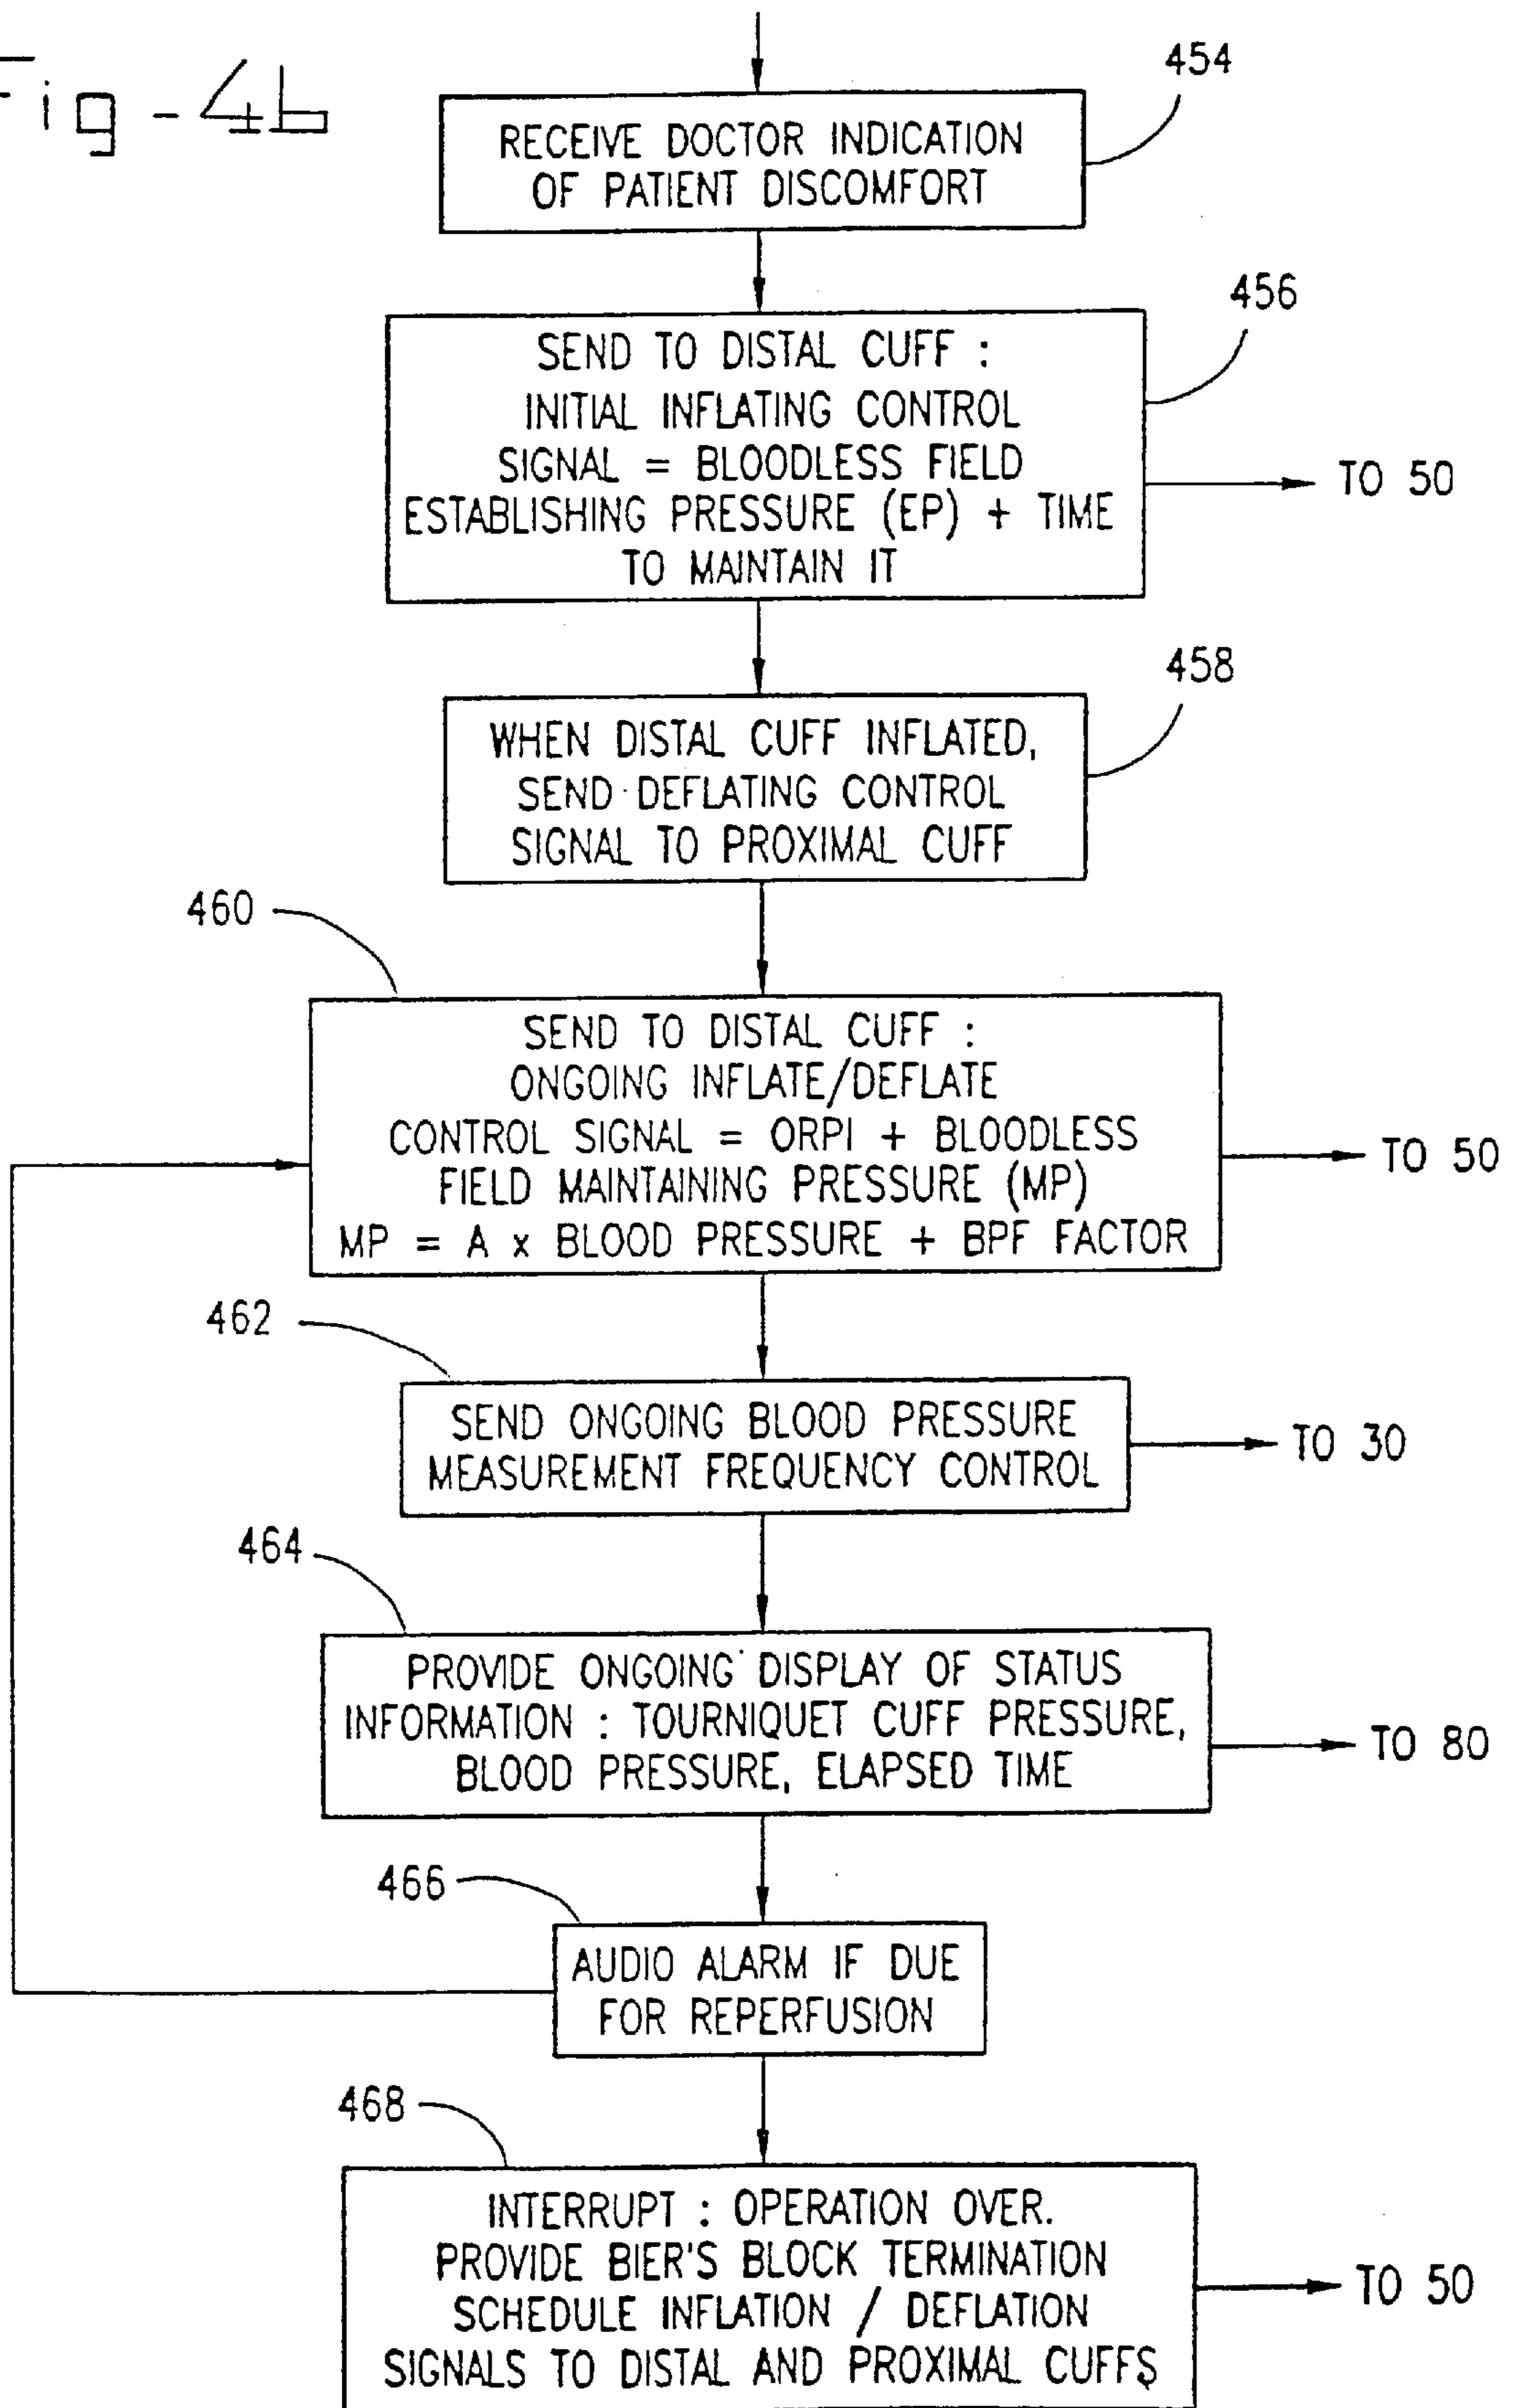 Fig-4b
454
RECEIVE DOCTOR INDICATION
OF PATIENT DISCOMFORT
456
SEND TO DISTAL CUFF :
INITIAL INFLATING CONTROL
SIGNAL = BLOODLESS FIELD
ESTABLISHING PRESSURE (EP) + TIME
TO MAINTAIN IT
TO 50
458
WHEN DISTAL CUFF INFLATED,
SEND DEFLATING CONTROL
SIGNAL TO PROXIMAL CUFF
460
SEND TO DISTAL CUFF :
ONGOING INFLATE/DEFLATE
CONTROL SIGNAL = ORPI + BLOODLESS
FIELD MAINTAINING PRESSURE (MP)
MP = A x BLOOD PRESSURE + BPF FACTOR
TO 50
462
SEND ONGOING BLOOD PRESSURE
MEASUREMENT FREQUENCY CONTROL
TO 30
464
PROVIDE ONGOING DISPLAY OF STATUS
INFORMATION : TOURNIQUET CUFF PRESSURE,
BLOOD PRESSURE, ELAPSED TIME
TO 80
466
AUDIO ALARM IF DUE
FOR REPERFUSION
468
INTERRUPT : OPERATION OVER.
PROVIDE BIER'S BLOCK TERMINATION
SCHEDULE INFLATION / DEFLATION
SIGNALS TO DISTAL AND PROXIMAL CUFFS
TO 50